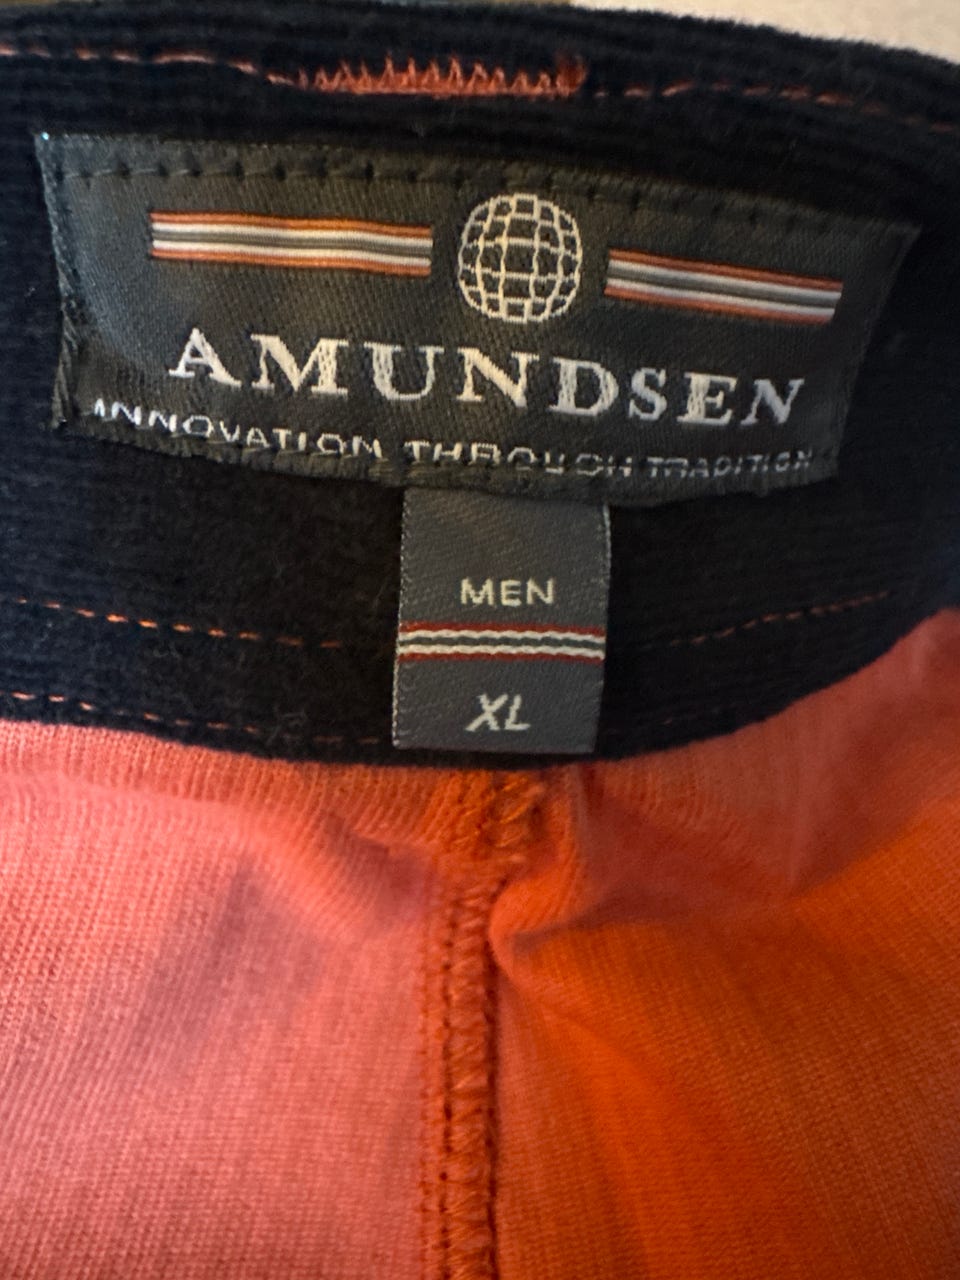 AMUNDSEN
INNOVATION THROUGH TRADITION
MEN
XL